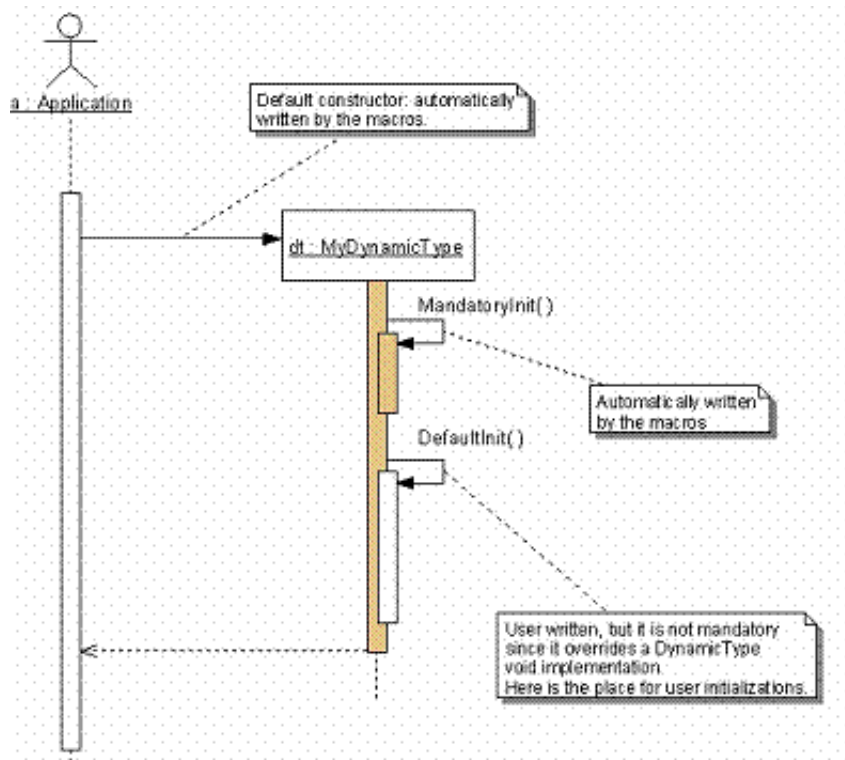 a : Application
Default constructor: automatically
written by the macros.
dt : MyDynamicType
MandatoryInit( )
Automatically written
by the macros
DefaultInit( )
User written, but it is not mandatory
since it overrides a DynamicType
void implementation.
Here is the place for user initializations.